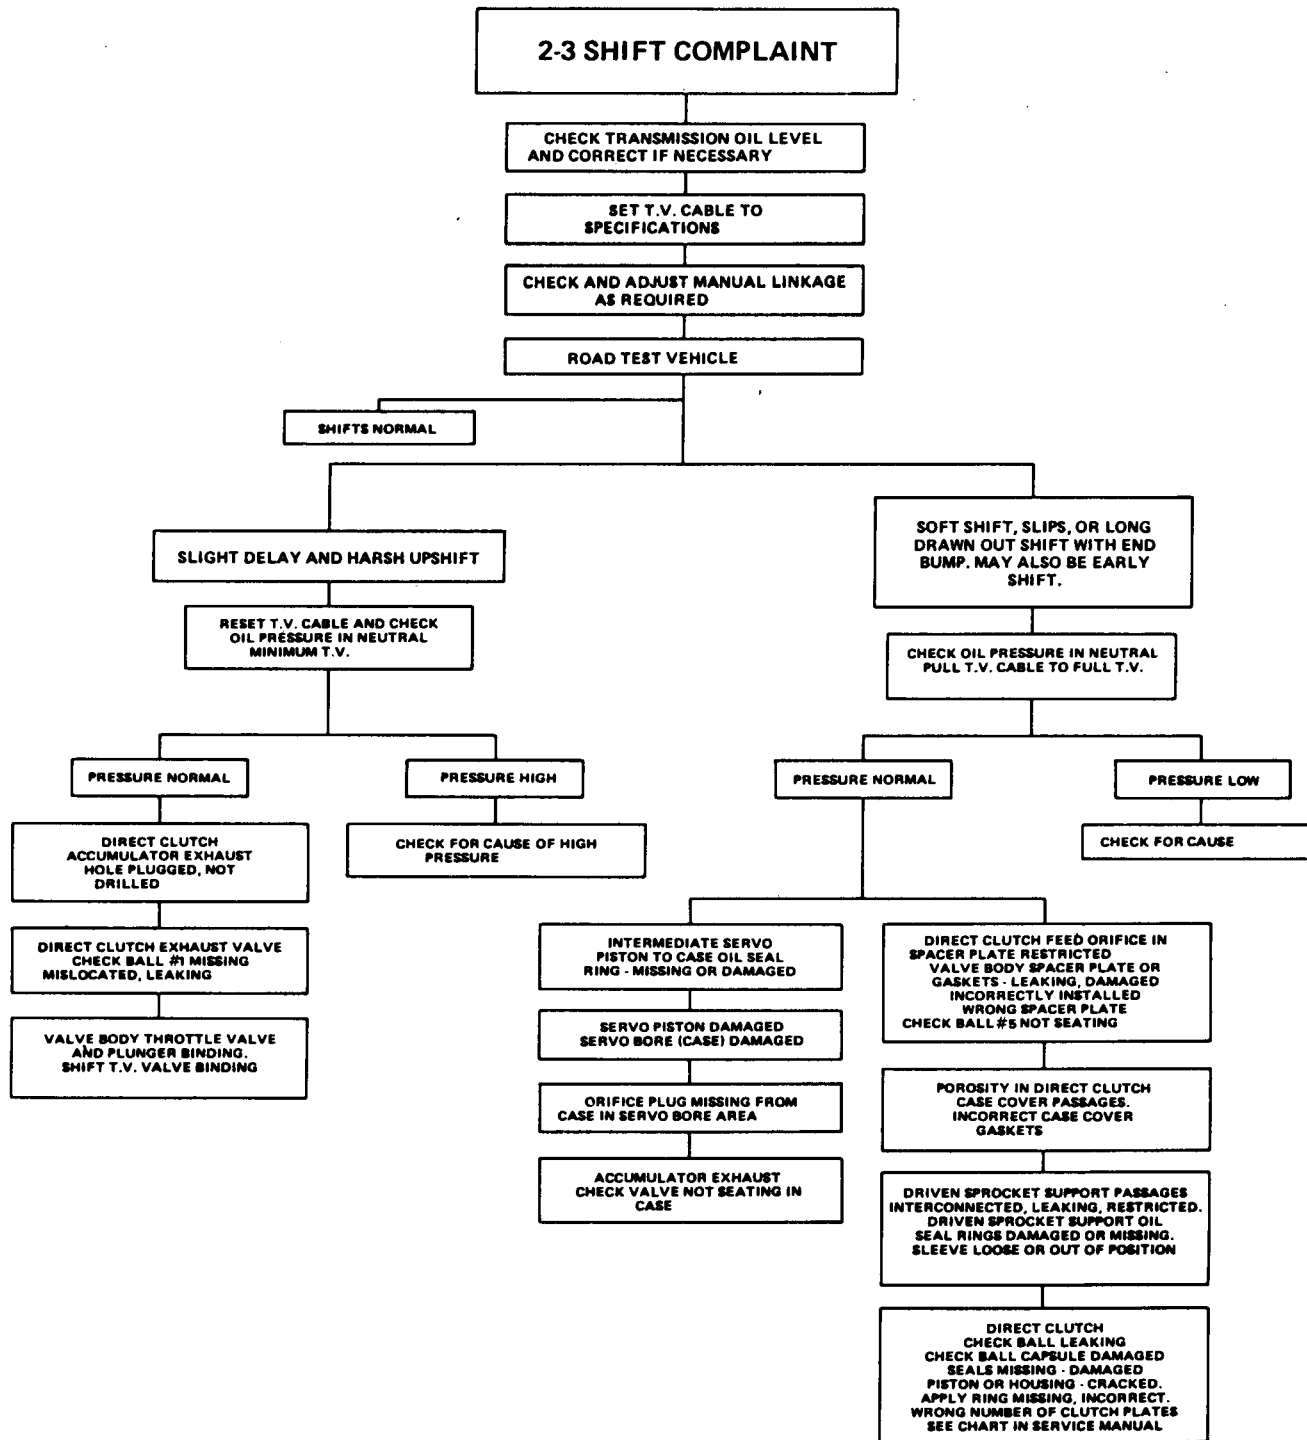 2-3 SHIFT COMPLAINT
CHECK TRANSMISSION OIL LEVEL
AND CORRECT IF NECESSARY
SET T.V. CABLE TO
SPECIFICATIONS
CHECK AND ADJUST MANUAL LINKAGE
AS REQUIRED
ROAD TEST VEHICLE
SHIFTS NORMAL
SLIGHT DELAY AND HARSH UPSHIFT
RESET T.V. CABLE AND CHECK
OIL PRESSURE IN NEUTRAL
MINIMUM T.V.
PRESSURE NORMAL
DIRECT CLUTCH
ACCUMULATOR EXHAUST
HOLE PLUGGED, NOT
DRILLED
DIRECT CLUTCH EXHAUST VALVE
CHECK BALL #1 MISSING
MISLOCATED, LEAKING
VALVE BODY THROTTLE VALVE
AND PLUNGER BINDING.
SHIFT T.V. VALVE BINDING
PRESSURE HIGH
CHECK FOR CAUSE OF HIGH
PRESSURE
SOFT SHIFT, SLIPS, OR LONG
DRAWN OUT SHIFT WITH END
BUMP. MAY ALSO BE EARLY
SHIFT.
CHECK OIL PRESSURE IN NEUTRAL
PULL T.V. CABLE TO FULL T.V.
PRESSURE NORMAL
INTERMEDIATE SERVO
PISTON TO CASE OIL SEAL
RING - MISSING OR DAMAGED
SERVO PISTON DAMAGED
SERVO BORE (CASE) DAMAGED
ORIFICE PLUG MISSING FROM
CASE IN SERVO BORE AREA
ACCUMULATOR EXHAUST
CHECK VALVE NOT SEATING IN
CASE
DIRECT CLUTCH FEED ORIFICE IN
SPACER PLATE RESTRICTED
VALVE BODY SPACER PLATE OR
GASKETS - LEAKING, DAMAGED
INCORRECTLY INSTALLED
WRONG SPACER PLATE
CHECK BALL #5 NOT SEATING
POROSITY IN DIRECT CLUTCH
CASE COVER PASSAGES.
INCORRECT CASE COVER
GASKETS
DRIVEN SPROCKET SUPPORT PASSAGES
INTERCONNECTED, LEAKING, RESTRICTED.
DRIVEN SPROCKET SUPPORT OIL
SEAL RINGS DAMAGED OR MISSING.
SLEEVE LOOSE OR OUT OF POSITION
DIRECT CLUTCH
CHECK BALL LEAKING
CHECK BALL CAPSULE DAMAGED
SEALS MISSING - DAMAGED
PISTON OR HOUSING - CRACKED.
APPLY RING MISSING, INCORRECT.
WRONG NUMBER OF CLUTCH PLATES
SEE CHART IN SERVICE MANUAL
PRESSURE LOW
CHECK FOR CAUSE